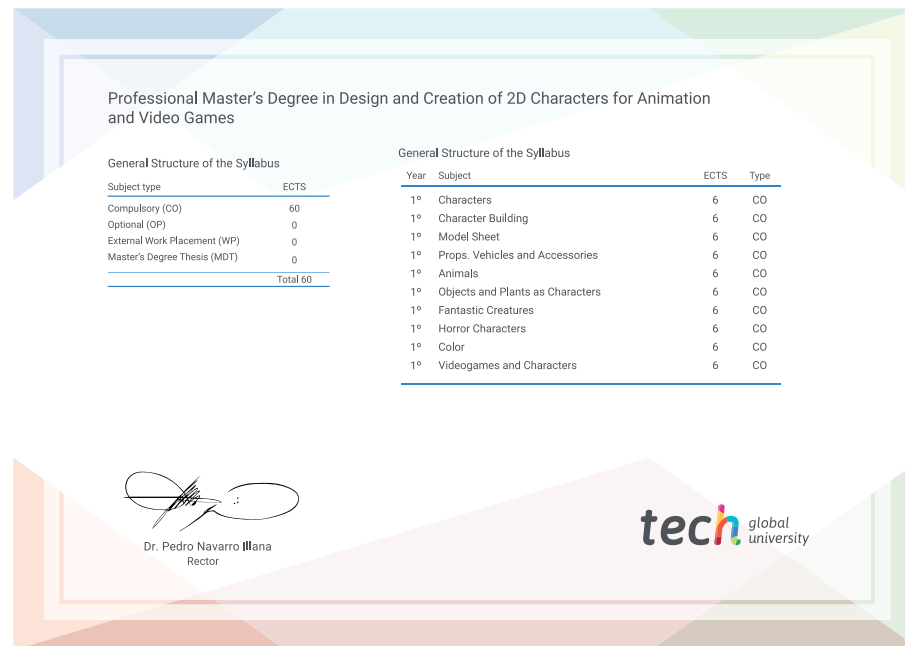 Professional Master’s Degree in Design and Creation of 2D Characters for Animation
and Video Games
General Structure of the Syllabus
Subject type ECTS
Compulsory (CO) 60
Optional (OP) 0
External Work Placement (WP) 0
Master’s Degree Thesis (MDT) 0
Total 60
General Structure of the Syllabus
Year Subject ECTS Type
1º Characters 6 CO
1º Character Building 6 CO
1º Model Sheet 6 CO
1º Props. Vehicles and Accessories 6 CO
1º Animals 6 CO
1º Objects and Plants as Characters 6 CO
1º Fantastic Creatures 6 CO
1º Horror Characters 6 CO
1º Color 6 CO
1º Videogames and Characters 6 CO
Dr. Pedro Navarro Illana
Rector
tech global
university